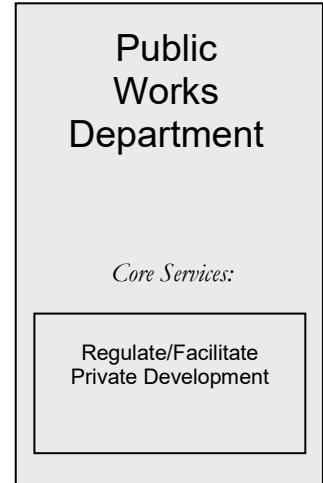 Public
Works
Department
Core Services:
Regulate/Facilitate
Private Development